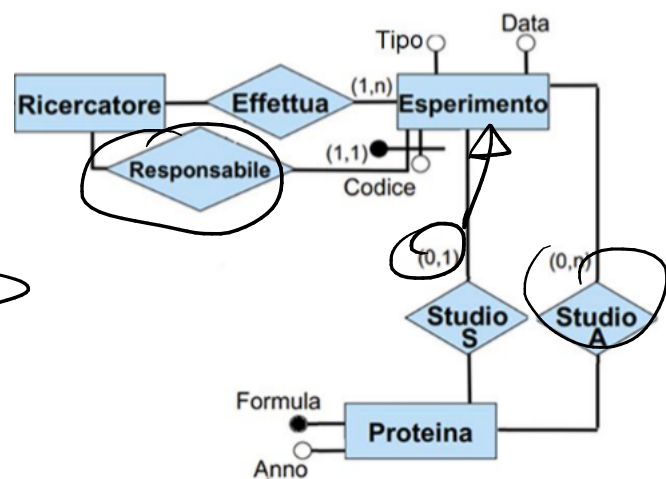 Tipo
Data
Ricercatore
Effettua
(1,n)
Esperimento
Responsabile
(1,1)
Codice
(0,1)
(0,n)
Studio
S
Studio
A
Formula
Proteina
Anno